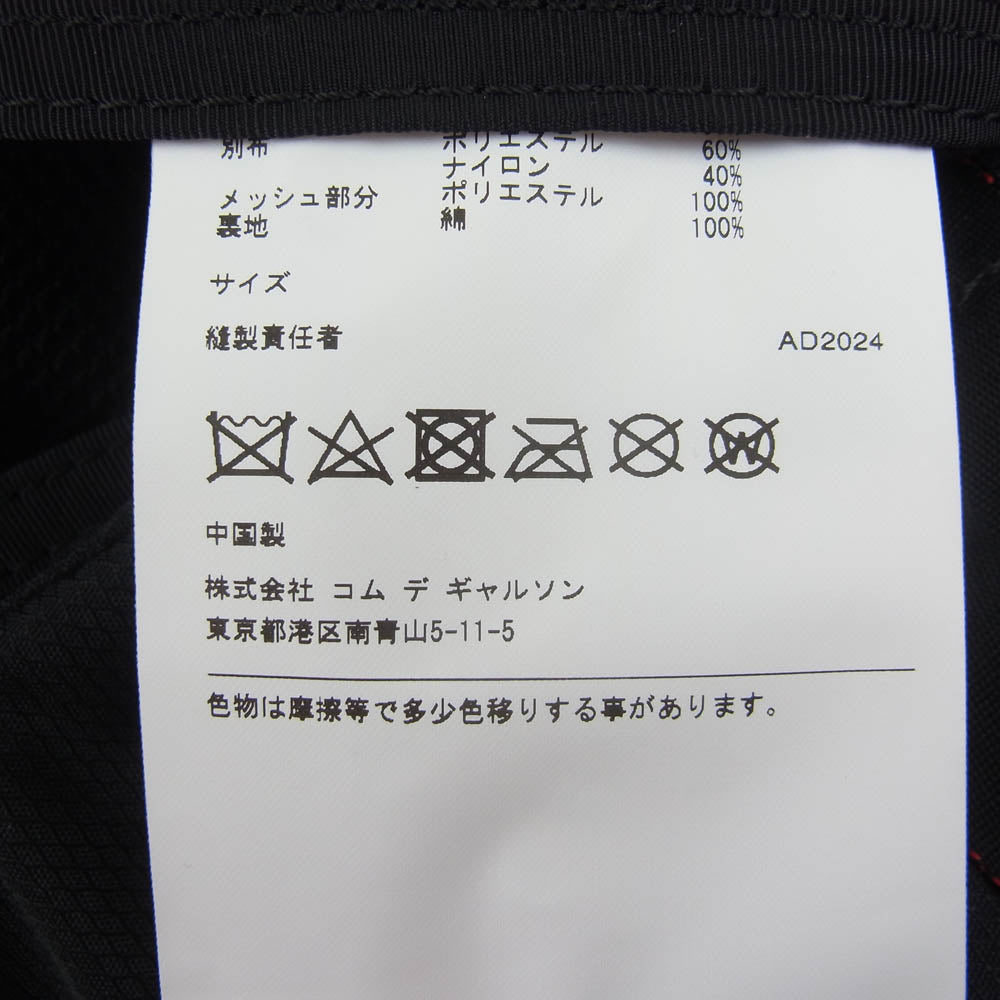 別布 ポリエステル 60%
ナイロン 40%
メッシュ部分 ポリエステル 100%
裏地 綿 100%
サイズ
縫製責任者 AD2024
W
中国製
株式会社 コム デ ギャルソン
東京都港区南青山5-11-5
色物は摩擦等で多少色移りする事があります。